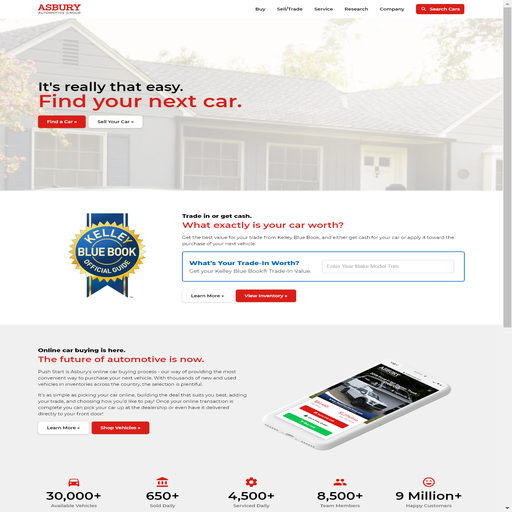 ASBURY
AUTOMOTIVE GROUP
Buy Sell/Trade Service Research Company Search Cars
It's really that easy.
Find your next car.
Find a Car » Sell Your Car »
KELLEY
BLUE BOOK
OFFICIAL GUIDE
Trade in or get cash.
What exactly is your car worth?
Get the best value for your trade from Kelley Blue Book, and either get cash for your car or apply it toward the
purchase of your next vehicle.
What's Your Trade-In Worth?
Get your Kelley Blue Book® Trade-In Value.
Enter Year Make Model Trim
Learn More » View Inventory »
Online car buying is here.
The future of automotive is now.
Push Start is Asbury's online car buying process - our way of providing the most
convenient way to purchase your next vehicle. With thousands of new and used
vehicles in inventories across the country, the selection is plentiful.
It's as simple as picking your car online, building the deal that suits you best, adding
your trade, and choosing how you'd like to pay! Once your online transaction is
complete you can pick your car up at the dealership or even have it delivered
directly to your front door!
Learn More » Shop Vehicles »
ASBURY
30,000+ 650+ 4,500+ 8,500+ 9 Million+
Available Vehicles Sold Daily Serviced Daily Team Members Happy Customers